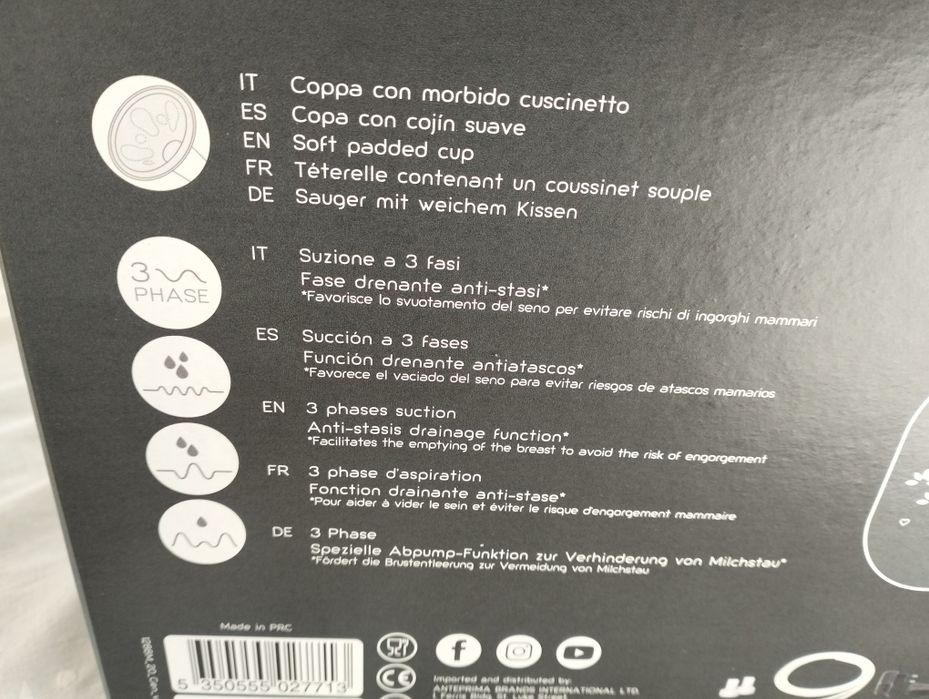 IT Coppa con morbido cuscinetto
ES Copa con cojín suave
EN Soft padded cup
FR Téterelle contenant un coussinet souple
DE Sauger mit weichem Kissen
3
PHASE
IT Suzione a 3 fasi
Fase drenante anti-stasi*
*Favorisce lo svuotamento del seno per evitare rischi di ingorghi mammari
ES Succión a 3 fases
Función drenante antiatascos*
*Favorece el vaciado del seno para evitar riesgos de atascos mamarios
EN 3 phases suction
Anti-stasis drainage function*
*Facilitates the emptying of the breast to avoid the risk of engorgement
FR 3 phase d'aspiration
Fonction drainante anti-stase*
*Pour aider à vider le sein et éviter le risque d'engorgement mammaire
DE 3 Phase
Spezielle Abpump-Funktion zur Verhinderung von Milchstau*
*Fördert die Brustentleerung zur Vermeidung von Milchstau
Made in PRC
5 350555 027713
CE
Imported and distributed by:
ANTEPRIMA BRANDS INTERNATIONAL LTD.
1 Ferris Bldg. St. Luke Street